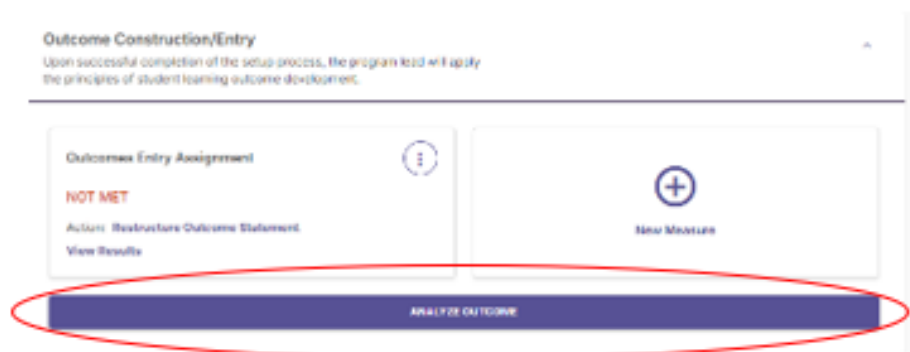 Outcome Construction/Entry
Upon successful completion of the setup process, the program lead will apply
the principles of student learning outcome development.
Outcomes Entry Assignment
NOT MET
Action: Restructure Outcome Statement
View Results
New Measure
ANALYZE OUTCOME